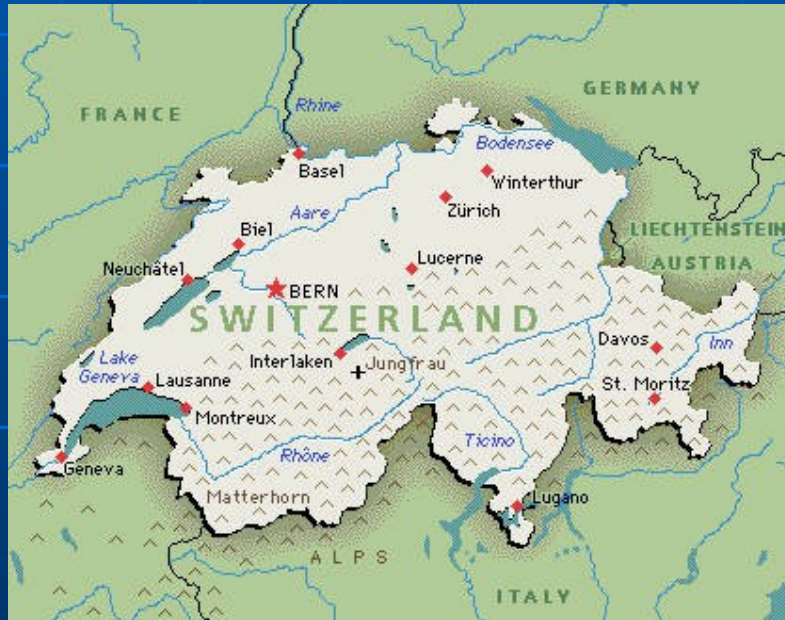 GERMANY
FRANCE
Rhine
Bodensee
Basel
Winterthur
Zürich
Aare
Biel
LIECHTENSTEIN
Lucerne
AUSTRIA
Neuchâtel
BERN
SWITZERLAND
Davos
Inn
Interlaken
Jungfrau
Lake
Geneva
Lausanne
St. Moritz
Montreux
Ticino
Rhône
Geneva
Matterhorn
Lugano
ALPS
ITALY